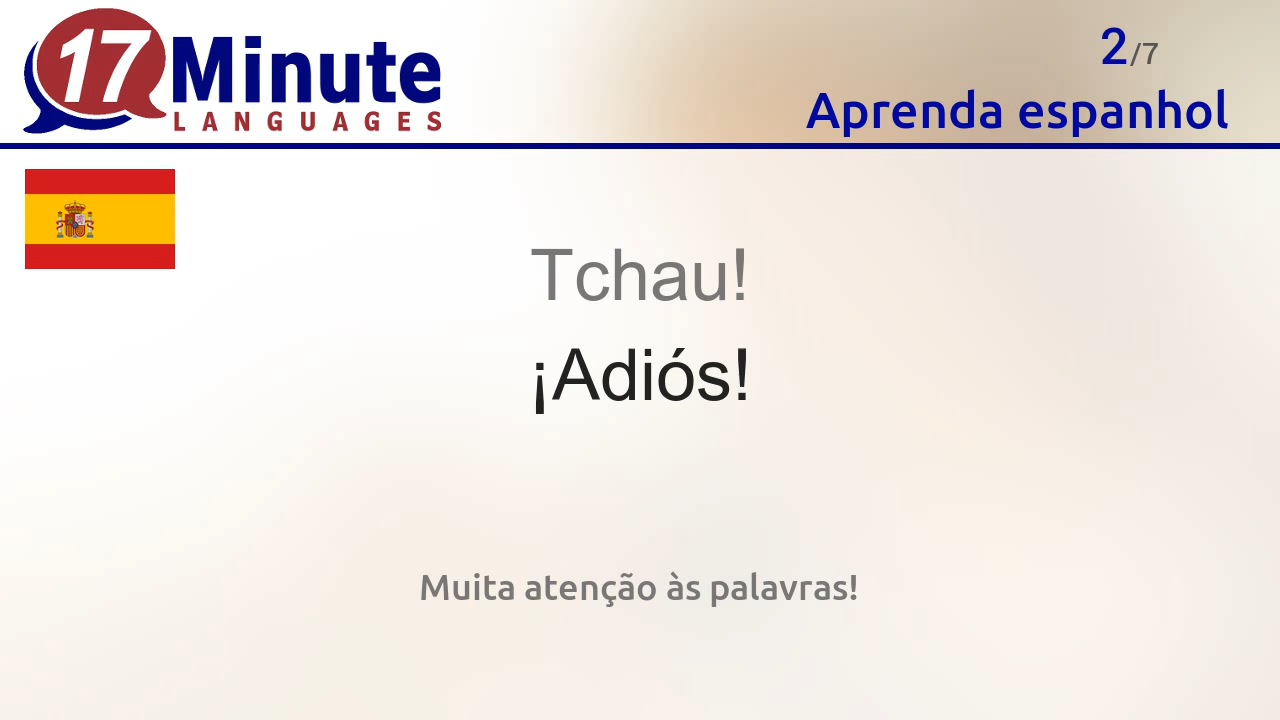 17 Minute
LANGUAGES
2/7
Aprenda espanhol
Tchau!
¡Adiós!
Muita atenção às palavras!